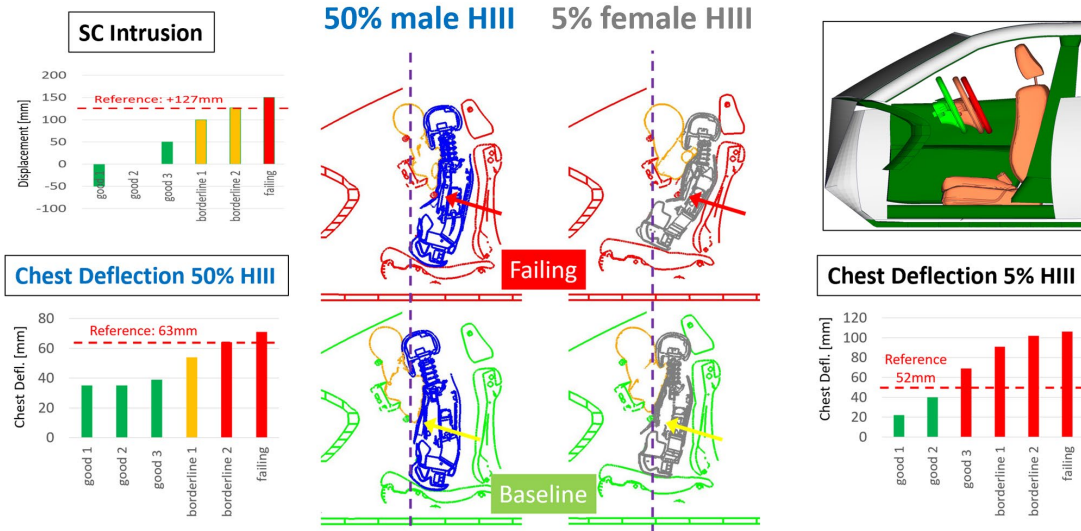 50% male HIII
5% female HIII
SC Intrusion
200
150
100
50
0
-50
-100
Displacement [mm]
Reference: +127mm
good 1
good 2
good 3
borderline 1
borderline 2
failing
Failing
Chest Deflection 50% HIII
80
60
40
20
0
Chest Defl. [mm]
Reference: 63mm
good 1
good 2
good 3
borderline 1
borderline 2
failing
Baseline
Chest Deflection 5% HIII
120
100
80
60
40
20
0
Chest Defl. [mm]
Reference
52mm
good 1
good 2
good 3
borderline 1
borderline 2
failing